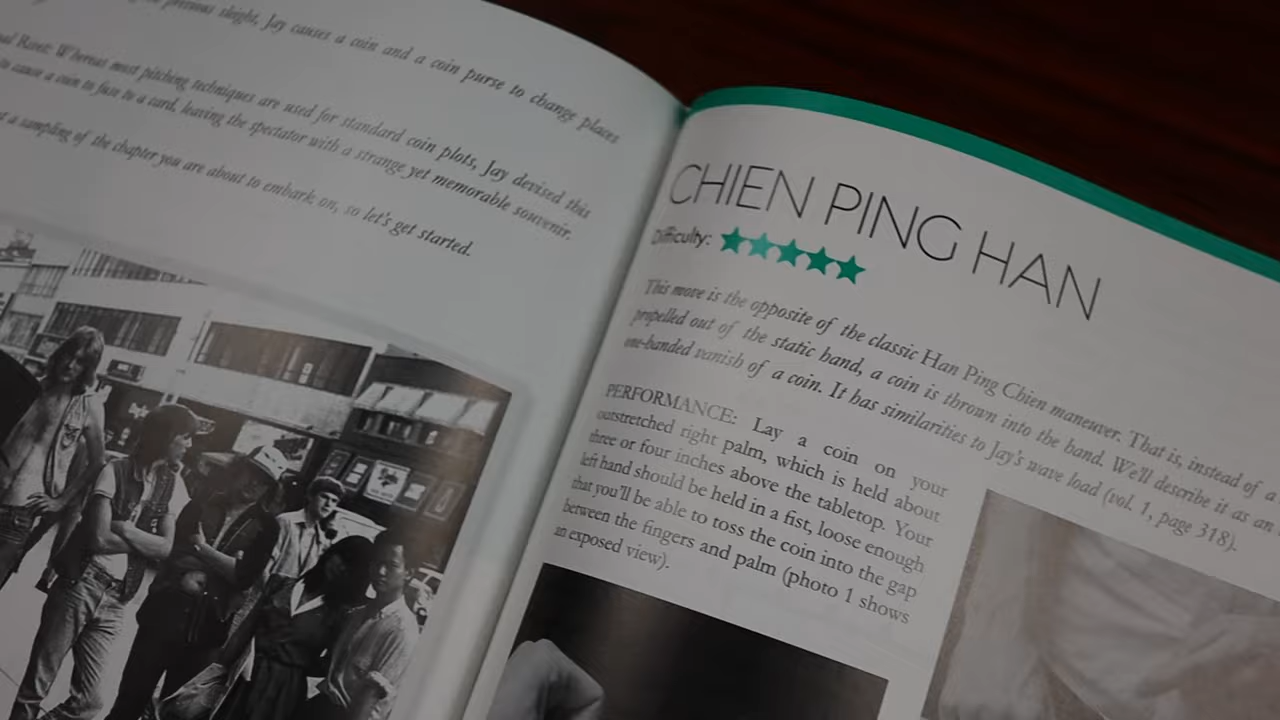 previous sleight, Jay causes a coin and a coin purse to change places
Whereas most pitching techniques are used for standard coin plots, Jay devised this
to cause a coin to fuse to a card, leaving the spectator with a strange yet memorable souvenir.
a sampling of the chapter you are about to embark on, so let's get started.
CHIEN PING HAN
Difficulty:
This move is the opposite of the classic Han Ping Chien maneuver. That is, instead of a
propelled out of the static hand, a coin is thrown into the hand. We'll describe it as an
one-handed vanish of a coin. It has similarities to Jay's wave load (vol. 1, page 318).
PERFORMANCE: Lay a coin on your
outstretched right palm, which is held about
three or four inches above the tabletop. Your
left hand should be held in a fist, loose enough
that you'll be able to toss the coin into the gap
between the fingers and palm (photo 1 shows
an exposed view).